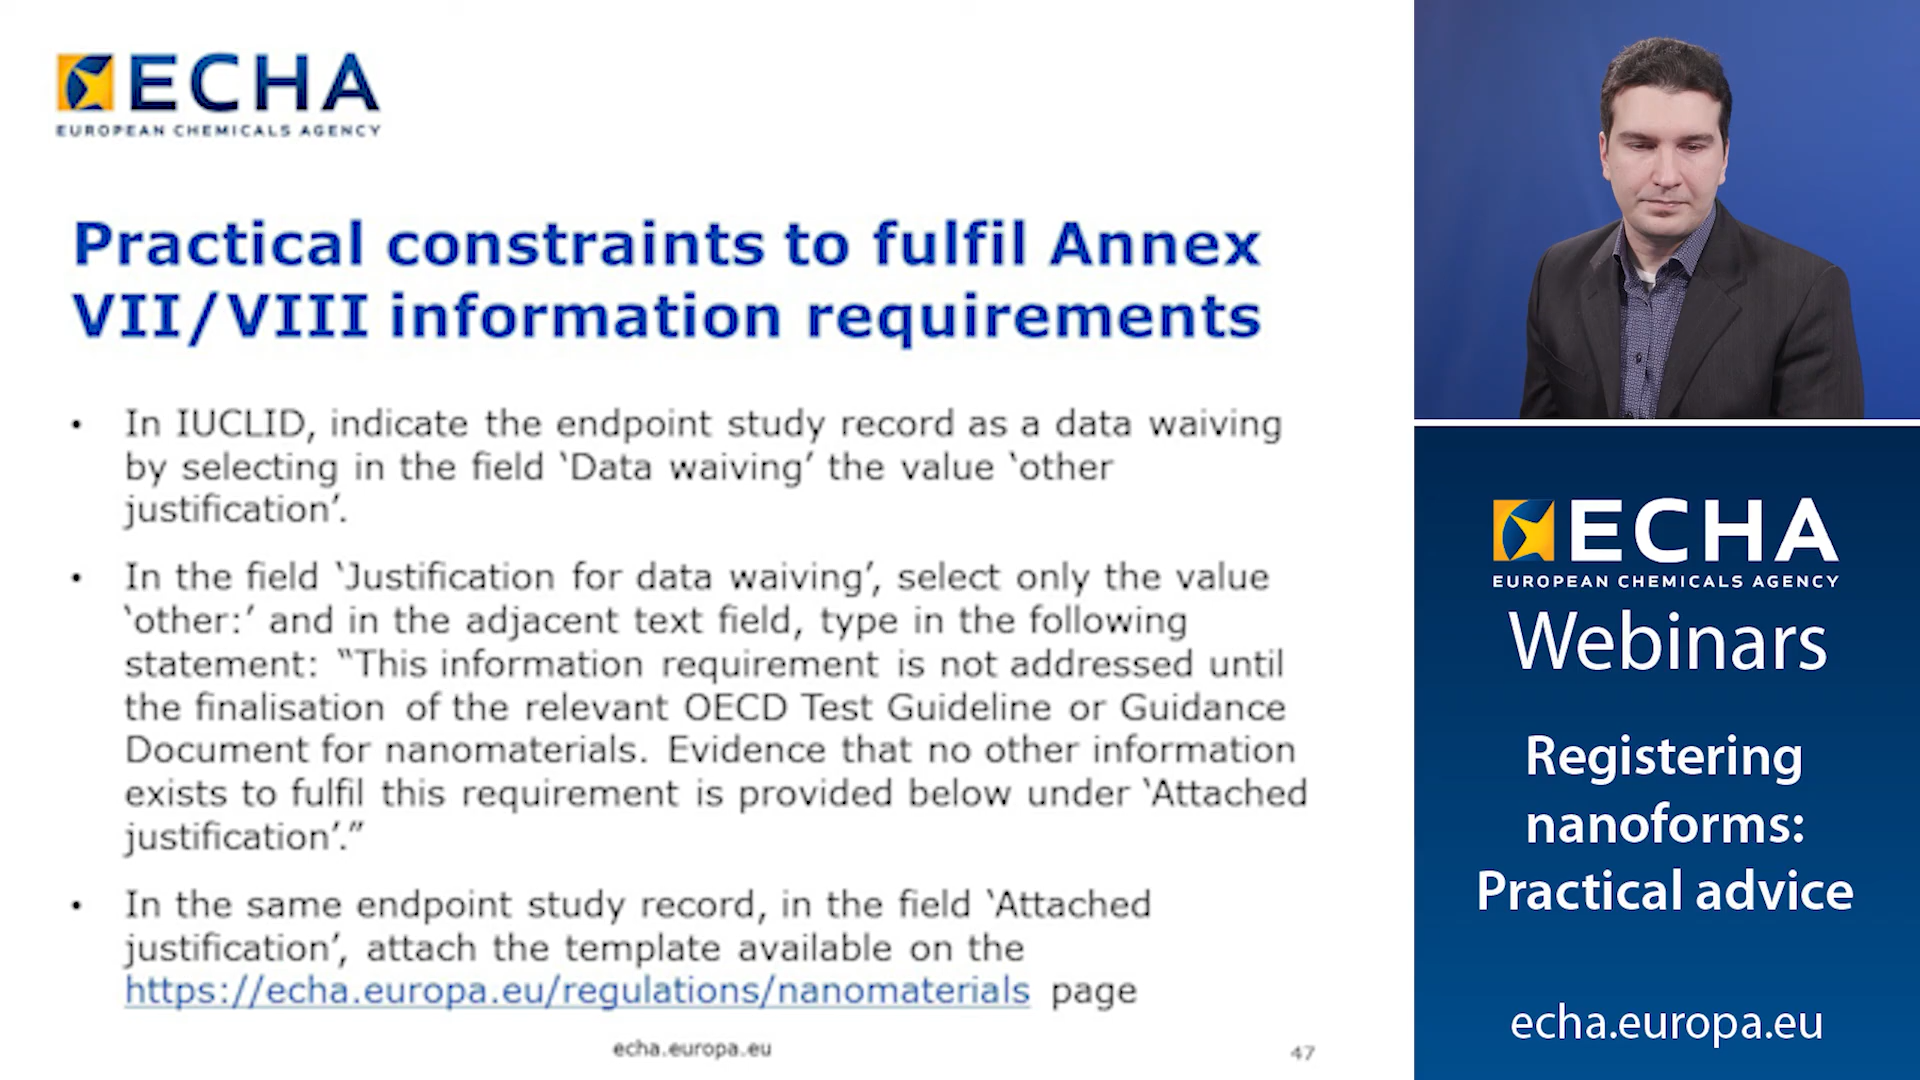 ECHA
EUROPEAN CHEMICALS AGENCY
Practical constraints to fulfil Annex
VII/VIII information requirements
• In IUCLID, indicate the endpoint study record as a data waiving
by selecting in the field ‘Data waiving’ the value ‘other
justification’.
• In the field ‘Justification for data waiving’, select only the value
‘other:’ and in the adjacent text field, type in the following
statement: “This information requirement is not addressed until
the finalisation of the relevant OECD Test Guideline or Guidance
Document for nanomaterials. Evidence that no other information
exists to fulfil this requirement is provided below under ‘Attached
justification’.”
• In the same endpoint study record, in the field ‘Attached
justification’, attach the template available on the
https://echa.europa.eu/regulations/nanomaterials page
echa.europa.eu
47
ECHA
EUROPEAN CHEMICALS AGENCY
Webinars
Registering
nanoforms:
Practical advice
echa.europa.eu